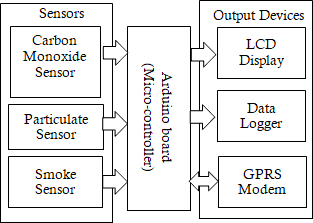 Sensors
Carbon
Monoxide
Sensor
Particulate
Sensor
Smoke
Sensor
Arduino board
(Micro-controller)
Output Devices
LCD
Display
Data
Logger
GPRS
Modem